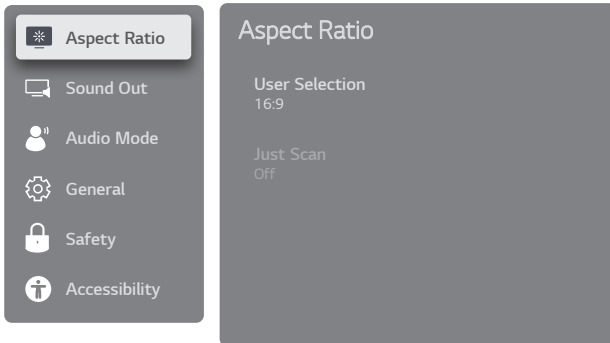 Aspect Ratio
Sound Out
Audio Mode
General
Safety
Accessibility
Aspect Ratio
User Selection
16:9
Just Scan
Off